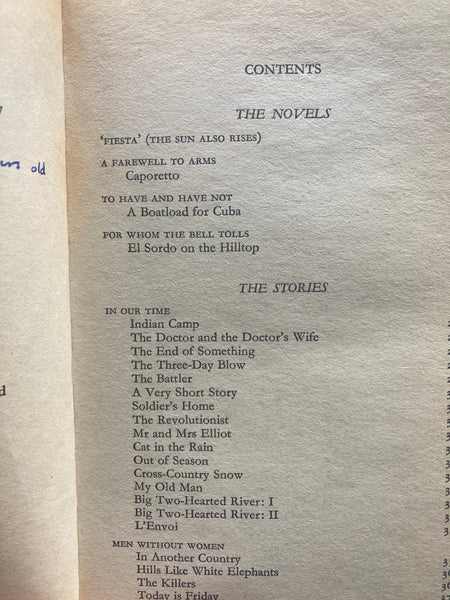 CONTENTS
THE NOVELS
'FIESTA' (THE SUN ALSO RISES)
A FAREWELL TO ARMS
Caporetto
TO HAVE AND HAVE NOT
A Boatload for Cuba
FOR WHOM THE BELL TOLLS
El Sordo on the Hilltop
THE STORIES
IN OUR TIME
Indian Camp
The Doctor and the Doctor's Wife
The End of Something
The Three-Day Blow
The Battler
A Very Short Story
Soldier's Home
The Revolutionist
Mr and Mrs Elliot
Cat in the Rain
Out of Season
Cross-Country Snow
My Old Man
Big Two-Hearted River: I
Big Two-Hearted River: II
L'Envoi
MEN WITHOUT WOMEN
In Another Country
Hills Like White Elephants
The Killers
Today is Friday